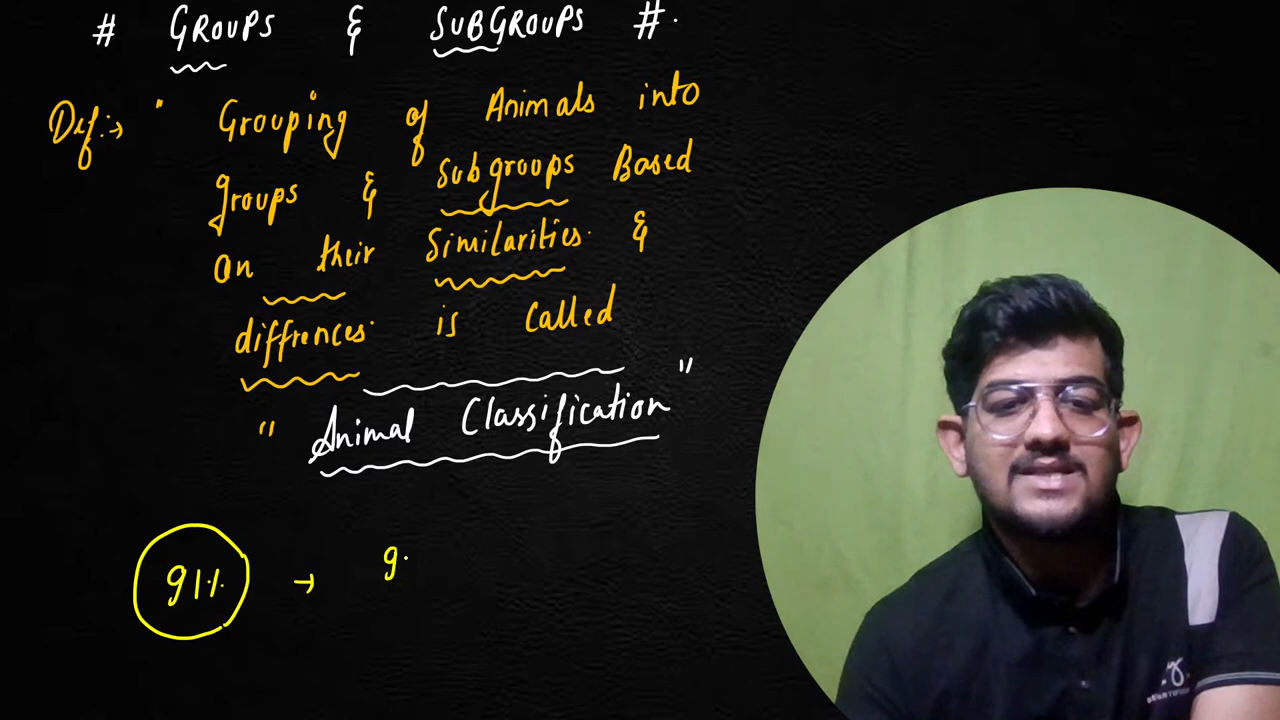 # GROUPS & SUBGROUPS #.
Def:→ " Grouping of Animals into
groups & Subgroups Based
on their Similarities &
diffrences is called
" Animal Classification "
91% → 9.